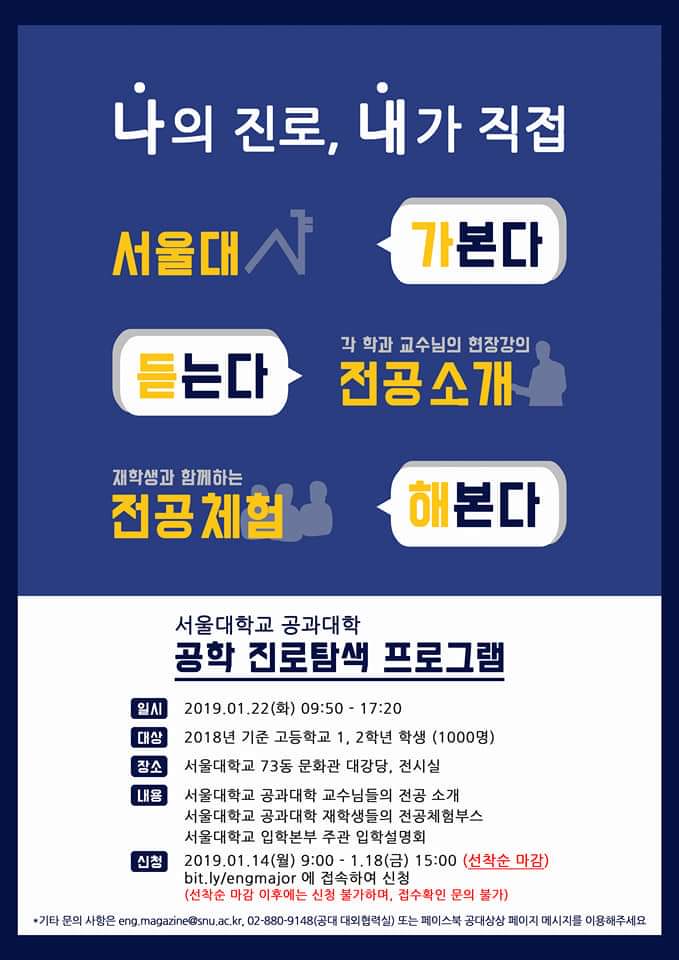 나의 진로, 내가 직접
서울대 샤
가본다
듣는다
각 학과 교수님의 현장강의
전공소개
재학생과 함께하는
전공체험
해본다
서울대학교 공과대학
공학 진로탐색 프로그램
일시 2019.01.22(화) 09:50 - 17:20
대상 2018년 기준 고등학교 1, 2학년 학생 (1000명)
장소 서울대학교 73동 문화관 대강당, 전시실
내용 서울대학교 공과대학 교수님들의 전공 소개
서울대학교 공과대학 재학생들의 전공체험부스
서울대학교 입학본부 주관 입학설명회
신청 2019.01.14(월) 9:00 - 1.18(금) 15:00 (선착순 마감)
bit.ly/engmajor 에 접속하여 신청
(선착순 마감 이후에는 신청 불가하며, 접수확인 문의 불가)
*기타 문의 사항은 eng.magazine@snu.ac.kr, 02-880-9148(공대 대외협력실) 또는 페이스북 공대상상 페이지 메시지를 이용해주세요